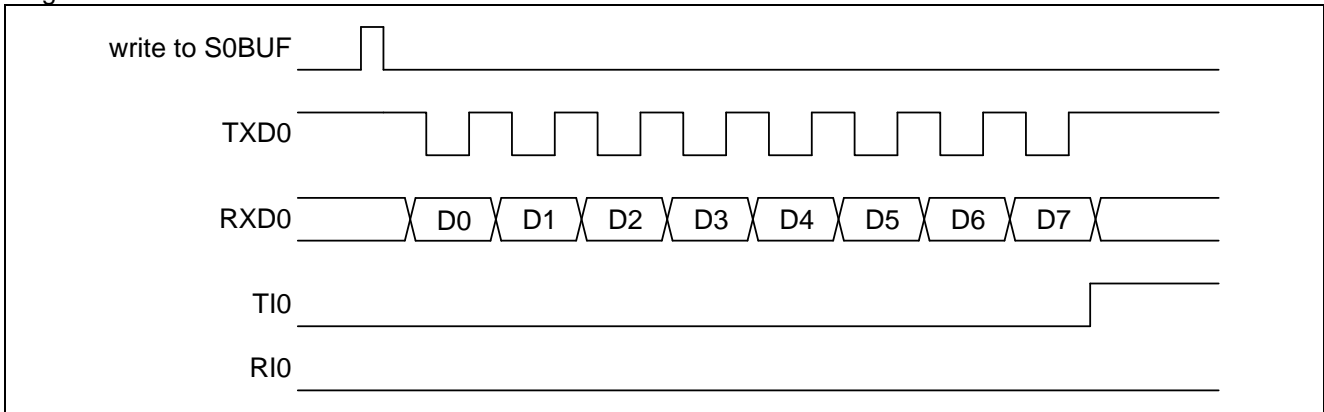 write to S0BUF
TXD0
RXD0 D0 D1 D2 D3 D4 D5 D6 D7
TI0
RI0